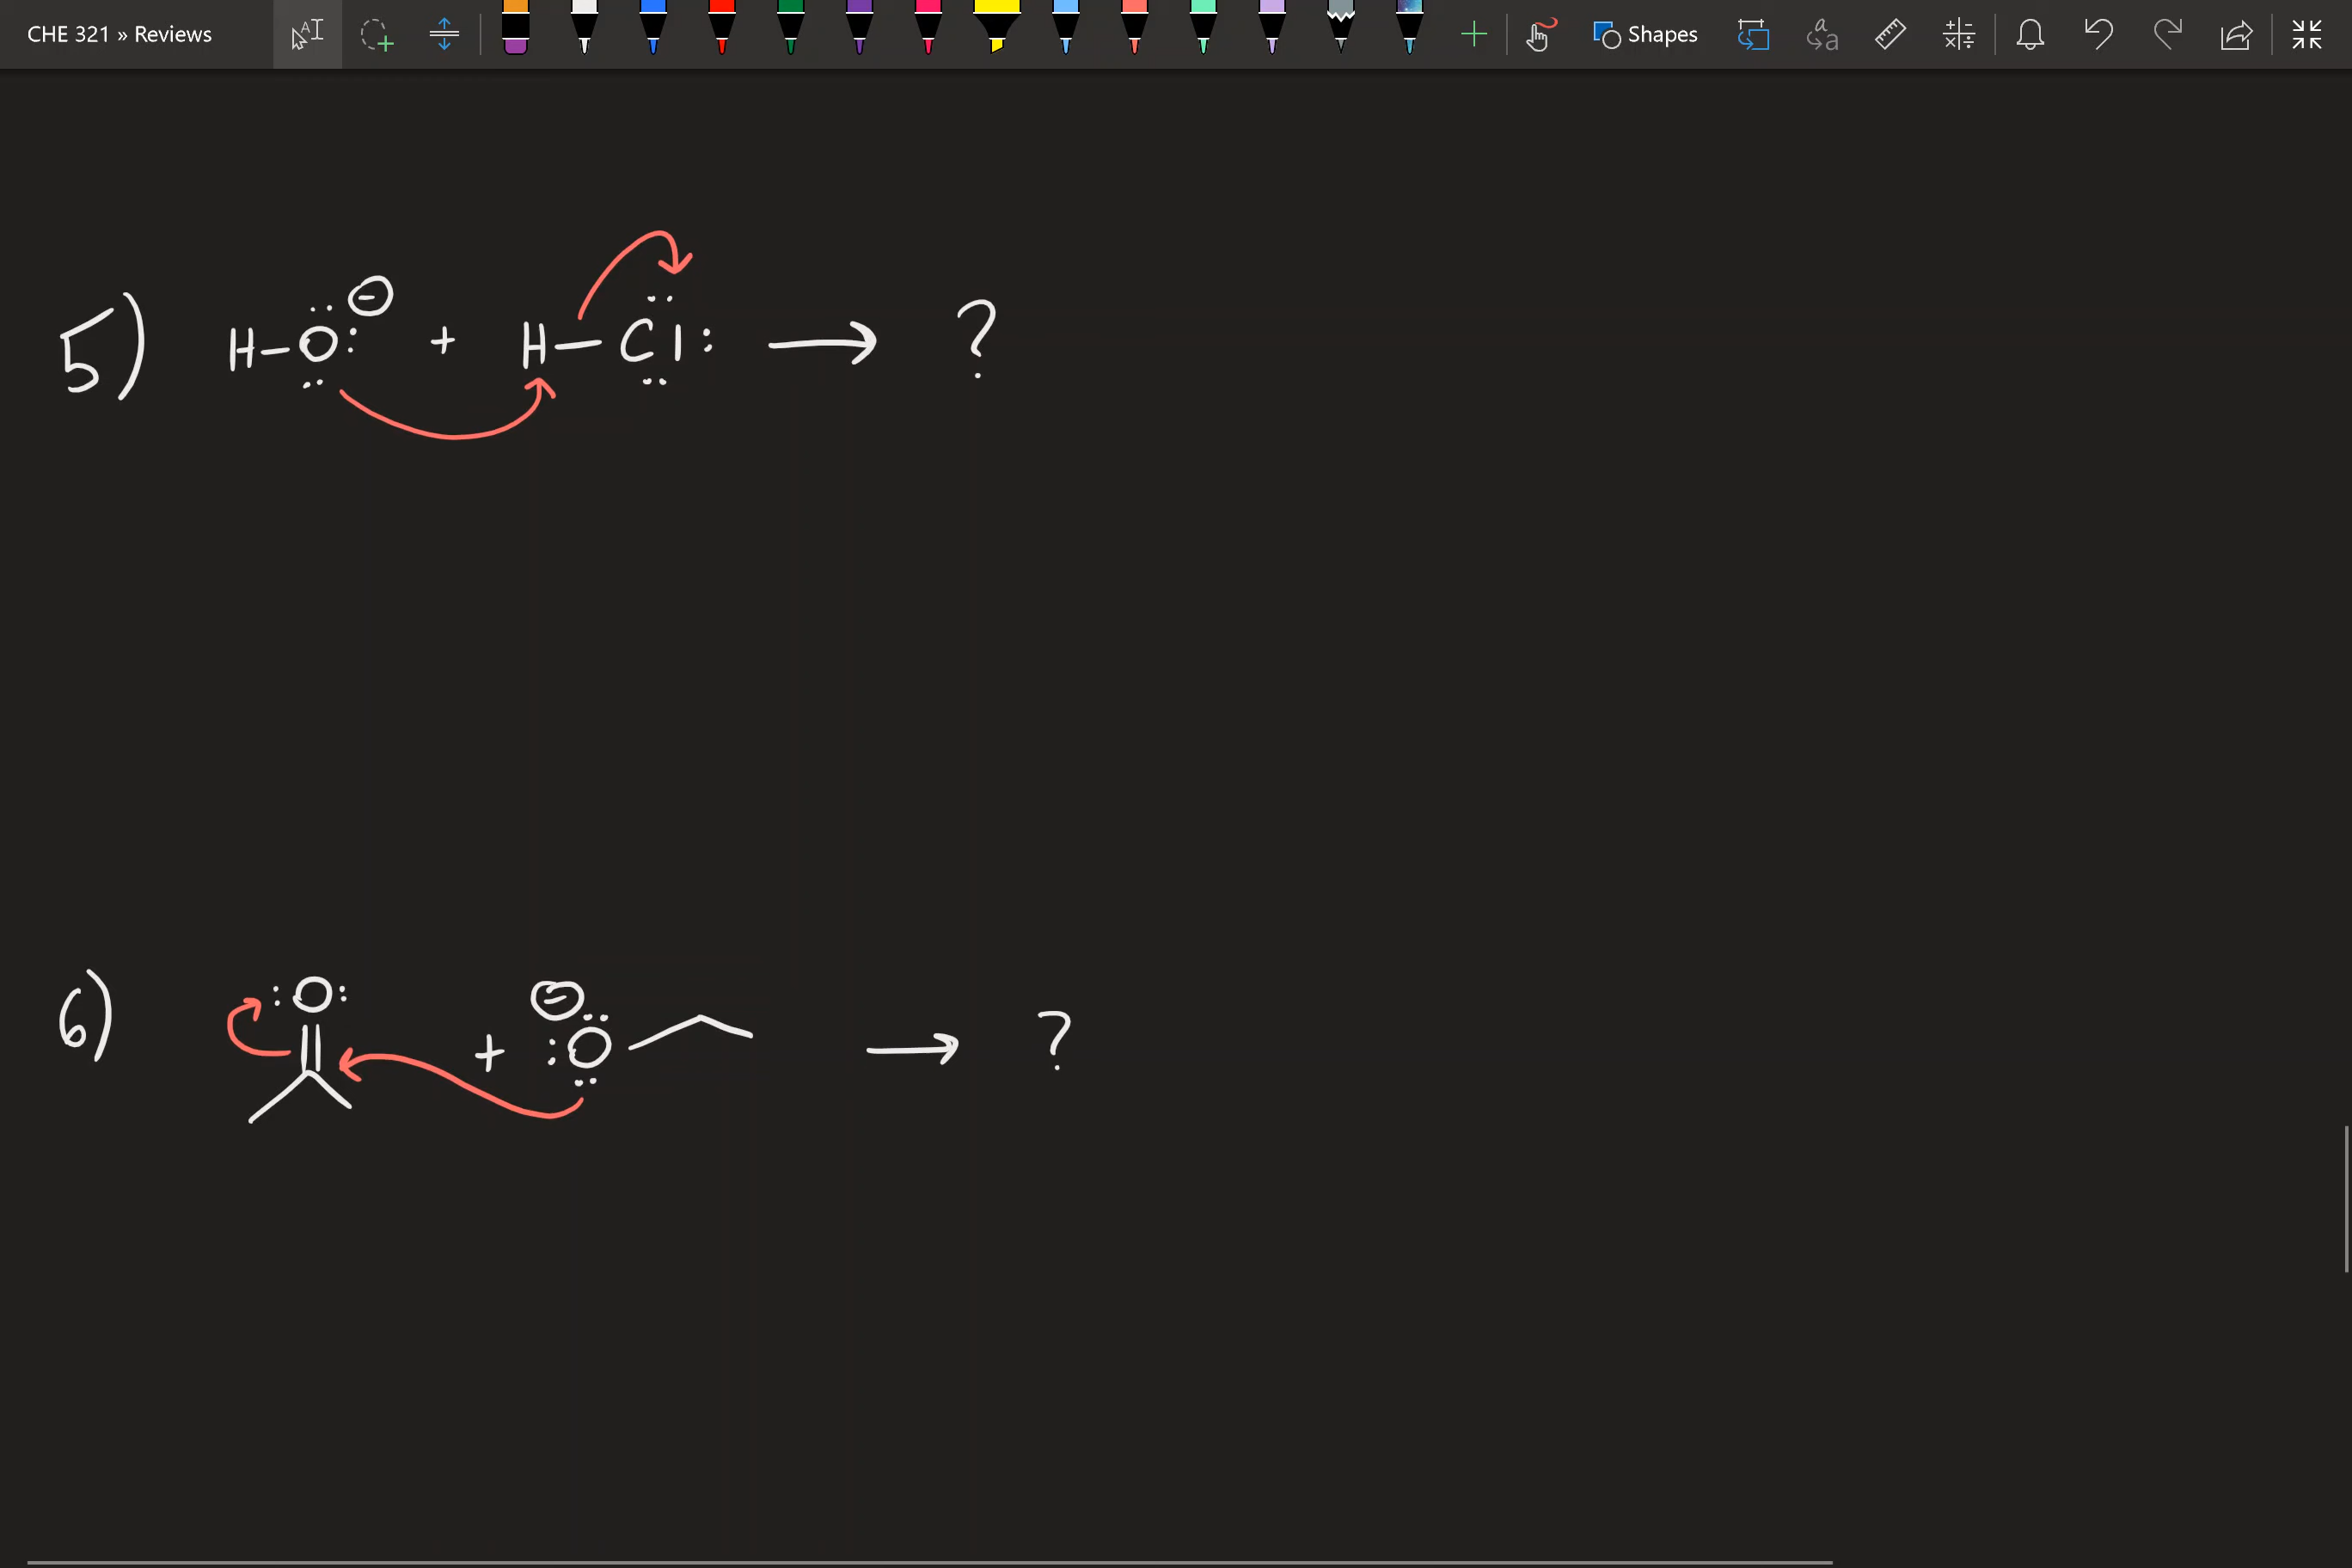 CHE 321 » Reviews
Shapes
5) H-O:⊖ + H-Cl: → ?
6) :O: + ⊖:O → ?